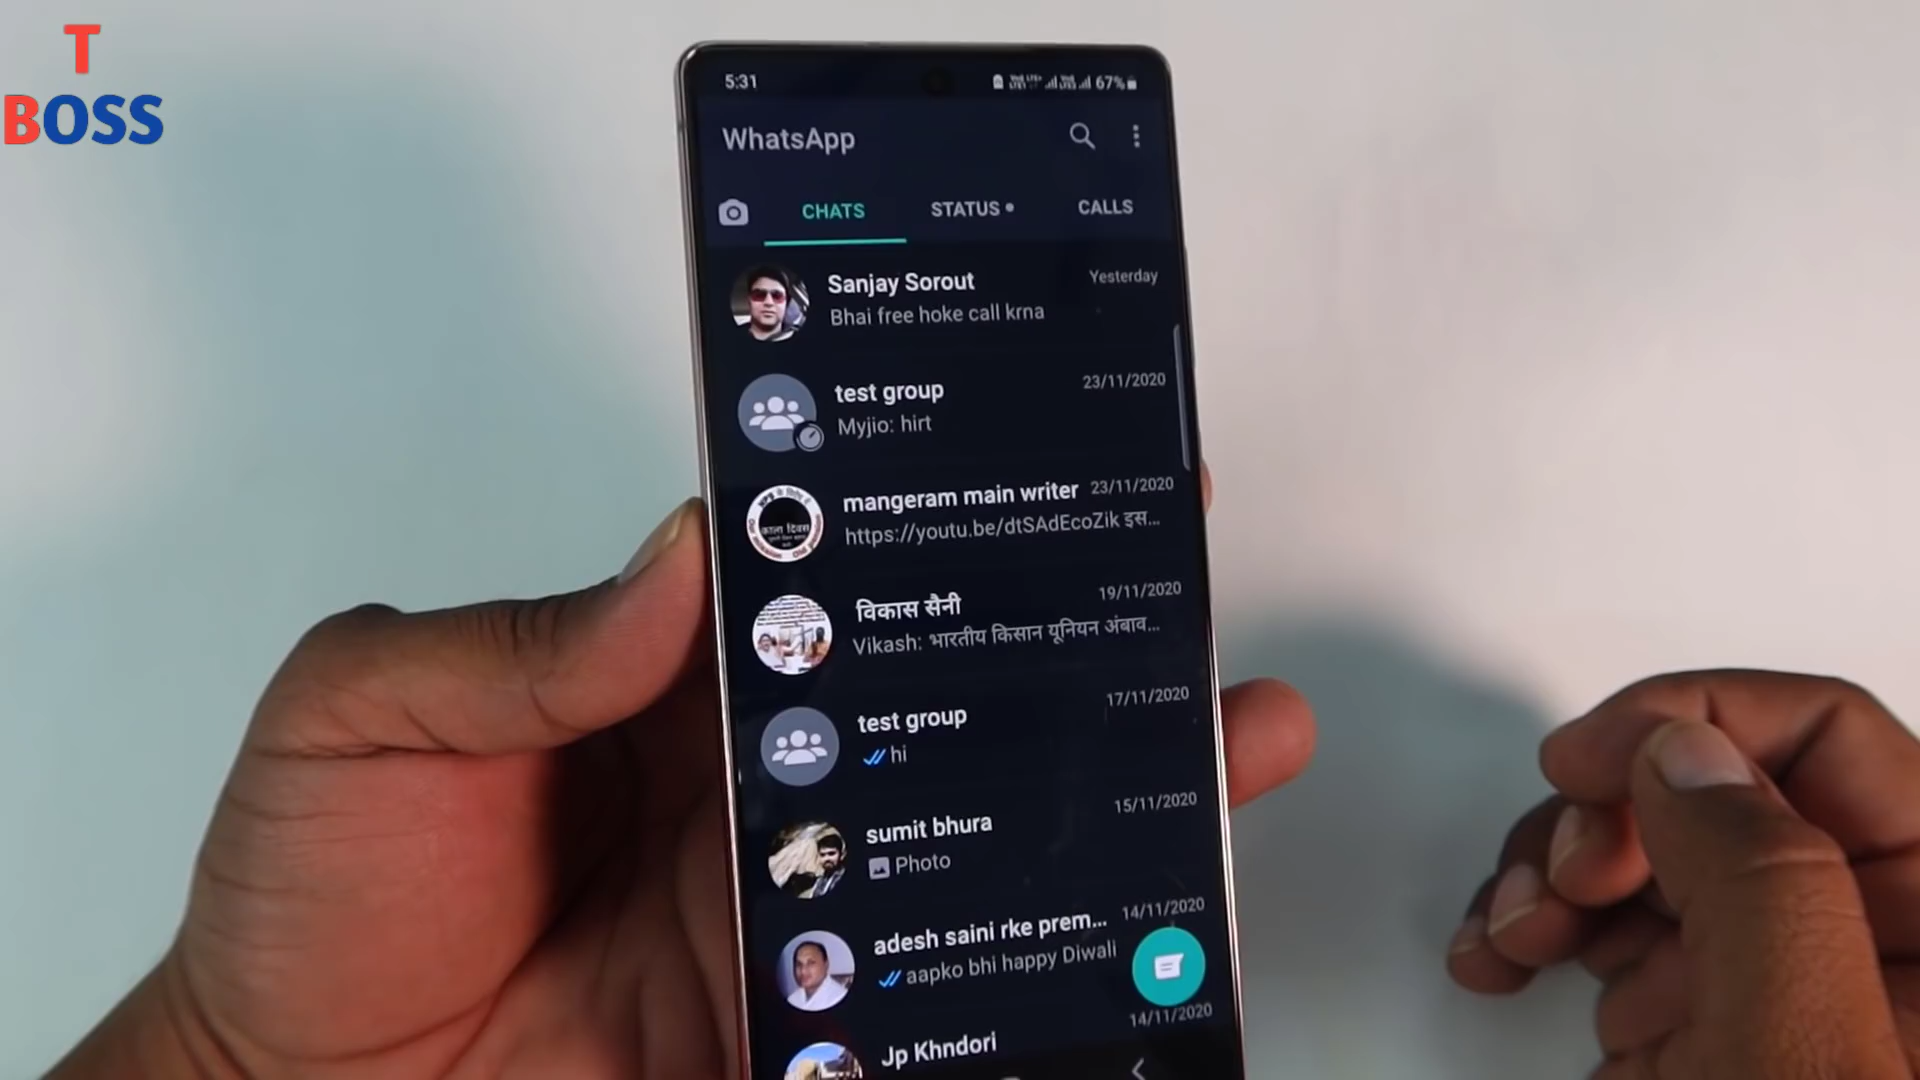 T
BOSS
5:31
67%
WhatsApp
CHATS
STATUS
CALLS
Sanjay Sorout
Yesterday
Bhai free hoke call krna
test group
23/11/2020
Myjio: hirt
mangeram main writer
23/11/2020
https://youtu.be/dtSAdEcoZik इस...
विकास सैनी
19/11/2020
Vikash: भारतीय किसान यूनियन अंबाव...
test group
17/11/2020
hi
sumit bhura
15/11/2020
Photo
adesh saini rke prem...
14/11/2020
aapko bhi happy Diwali
Jp Khndori
14/11/2020